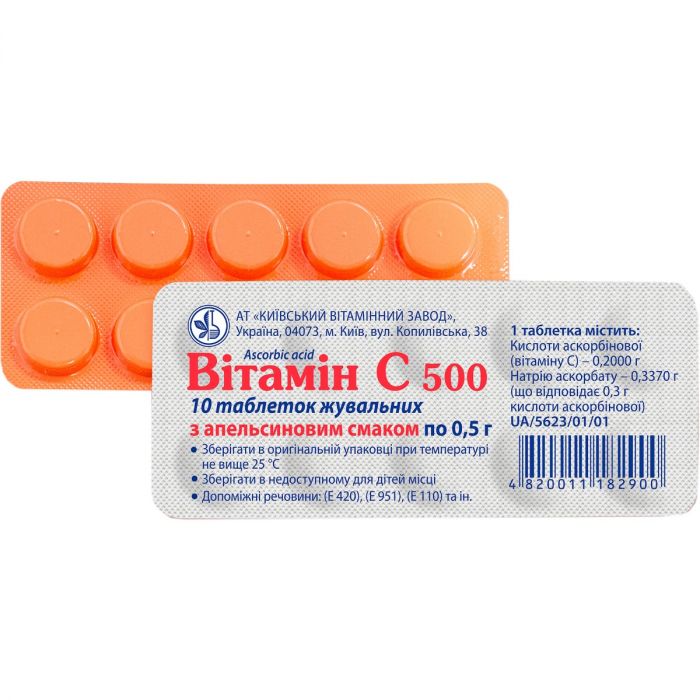 АТ «КИЇВСЬКИЙ ВІТАМІННИЙ ЗАВОД»,
Україна, 04073, м. Київ, вул. Копилівська, 38
Ascorbic acid
Вітамін С 500
10 таблеток жувальних
з апельсиновим смаком по 0,5 г
• Зберігати в оригінальній упаковці при температурі
не вище 25 °С
• Зберігати в недоступному для дітей місці
• Допоміжні речовини: (Е 420), (Е 951), (Е 110) та ін.
1 таблетка містить:
Кислоти аскорбінової
(вітаміну С) – 0,2000 г
Натрію аскорбату – 0,3370 г
(що відповідає 0,3 г
кислоти аскорбінової)
UA/5623/01/01
4 820011 182900